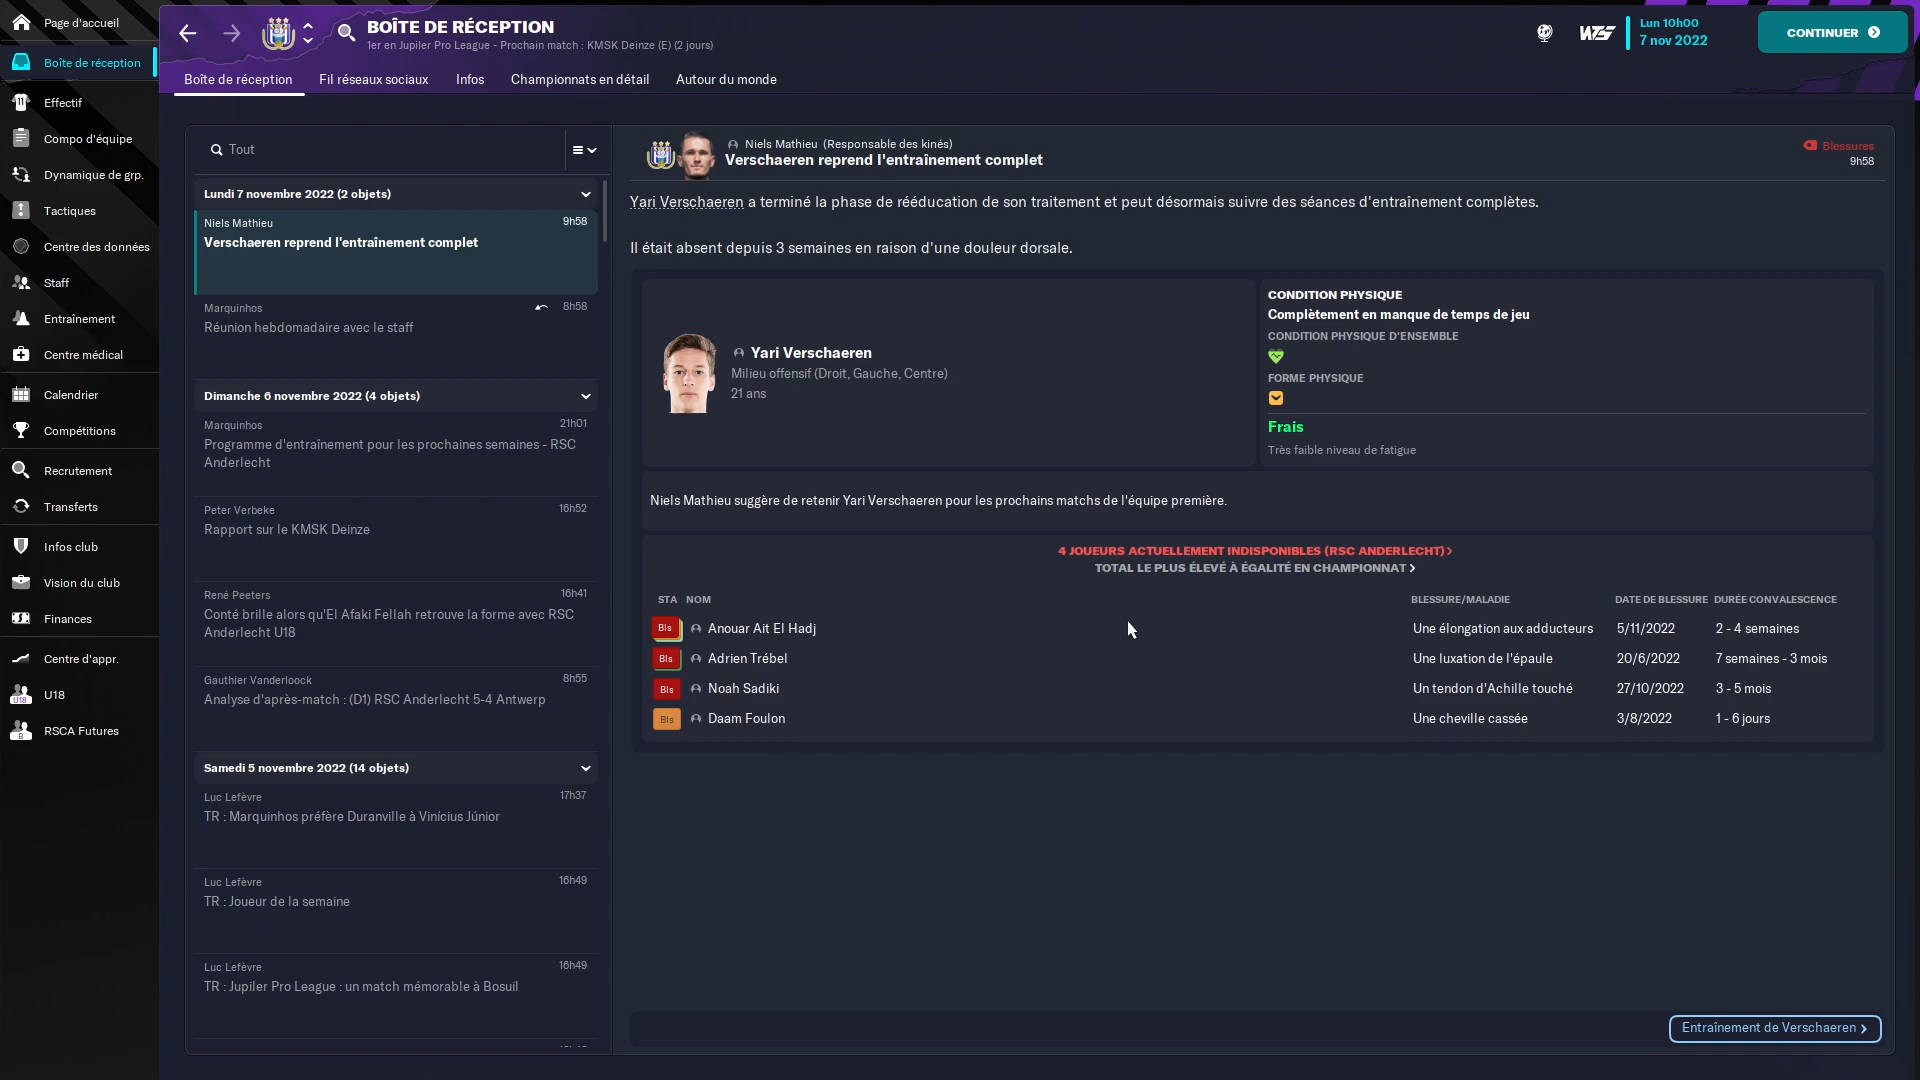 Page d'accueil
Boîte de réception
Effectif
Compo d'équipe
Dynamique de grp.
Tactiques
Centre des données
Staff
Entraînement
Centre médical
Calendrier
Compétitions
Recrutement
Transferts
Infos club
Vision du club
Finances
Centre d'appr.
U18
U18
RSCA Futures
B
BOÎTE DE RÉCEPTION
1er en Jupiler Pro League - Prochain match : KMSK Deinze (E) (2 jours)
Lun 10h00
7 nov 2022
CONTINUER
Boîte de réception
Fil réseaux sociaux
Infos
Championnats en détail
Autour du monde
Tout
Lundi 7 novembre 2022 (2 objets)
Niels Mathieu 9h58
Verschaeren reprend l'entraînement complet
Marquinhos 8h58
Réunion hebdomadaire avec le staff
Dimanche 6 novembre 2022 (4 objets)
Marquinhos 21h01
Programme d'entraînement pour les prochaines semaines - RSC
Anderlecht
Peter Verbeke 16h52
Rapport sur le KMSK Deinze
René Peeters 16h41
Conté brille alors qu'El Afaki Fellah retrouve la forme avec RSC
Anderlecht U18
Gauthier Vanderloock 8h55
Analyse d'après-match : (D1) RSC Anderlecht 5-4 Antwerp
Samedi 5 novembre 2022 (14 objets)
Luc Lefèvre 17h37
TR : Marquinhos préfère Duranville à Vinícius Júnior
Luc Lefèvre 16h49
TR : Joueur de la semaine
Luc Lefèvre 16h49
TR : Jupiler Pro League : un match mémorable à Bosuil
Niels Mathieu (Responsable des kinés)
Verschaeren reprend l'entraînement complet
Blessures
9h58
Yari Verschaeren a terminé la phase de rééducation de son traitement et peut désormais suivre des séances d'entraînement complètes.
Il était absent depuis 3 semaines en raison d'une douleur dorsale.
Yari Verschaeren
Milieu offensif (Droit, Gauche, Centre)
21 ans
CONDITION PHYSIQUE
Complètement en manque de temps de jeu
CONDITION PHYSIQUE D'ENSEMBLE
FORME PHYSIQUE
Frais
Très faible niveau de fatigue
Niels Mathieu suggère de retenir Yari Verschaeren pour les prochains matchs de l'équipe première.
4 JOUEURS ACTUELLEMENT INDISPONIBLES (RSC ANDERLECHT)
TOTAL LE PLUS ÉLEVÉ À ÉGALITÉ EN CHAMPIONNAT
STA NOM BLESSURE/MALADIE DATE DE BLESSURE DURÉE CONVALESCENCE
Bls Anouar Ait El Hadj Une élongation aux adducteurs 5/11/2022 2 - 4 semaines
Bls Adrien Trébel Une luxation de l'épaule 20/6/2022 7 semaines - 3 mois
Bls Noah Sadiki Un tendon d'Achille touché 27/10/2022 3 - 5 mois
Bls Daam Foulon Une cheville cassée 3/8/2022 1 - 6 jours
Entraînement de Verschaeren